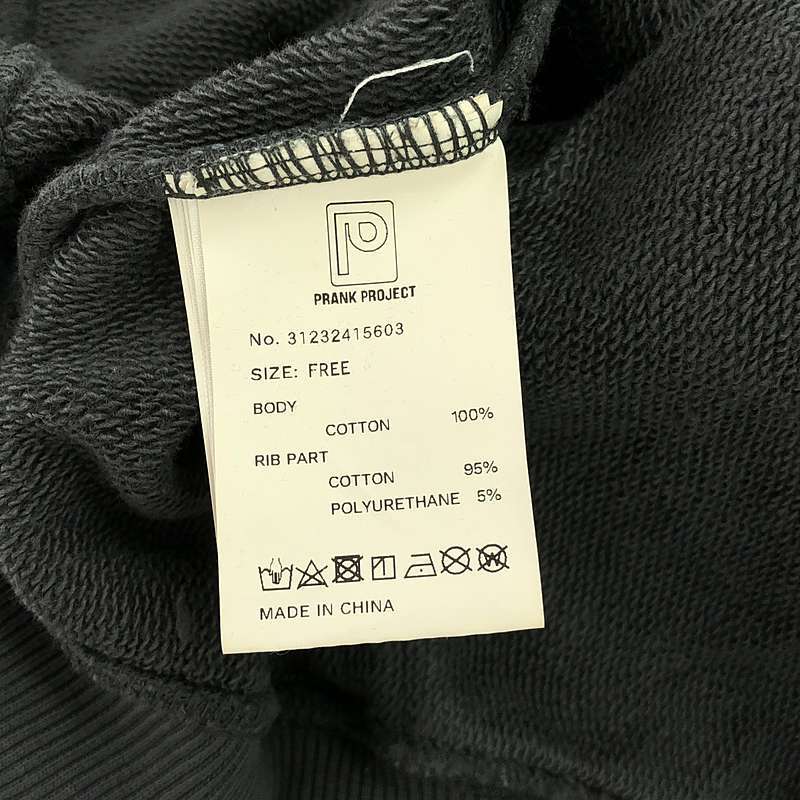 P
PRANK PROJECT
No. 31232415603
SIZE: FREE
BODY
COTTON 100%
RIB PART
COTTON 95%
POLYURETHANE 5%
W
MADE IN CHINA